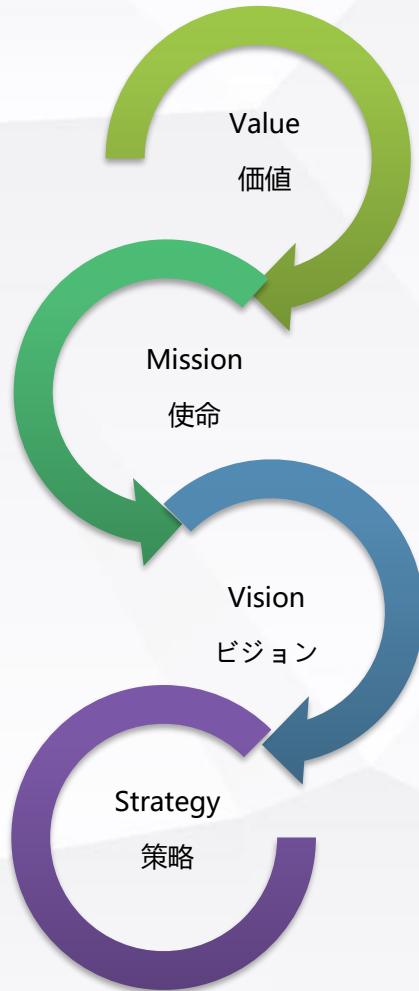 Value
価値
Mission
使命
Vision
ビジョン
Strategy
策略